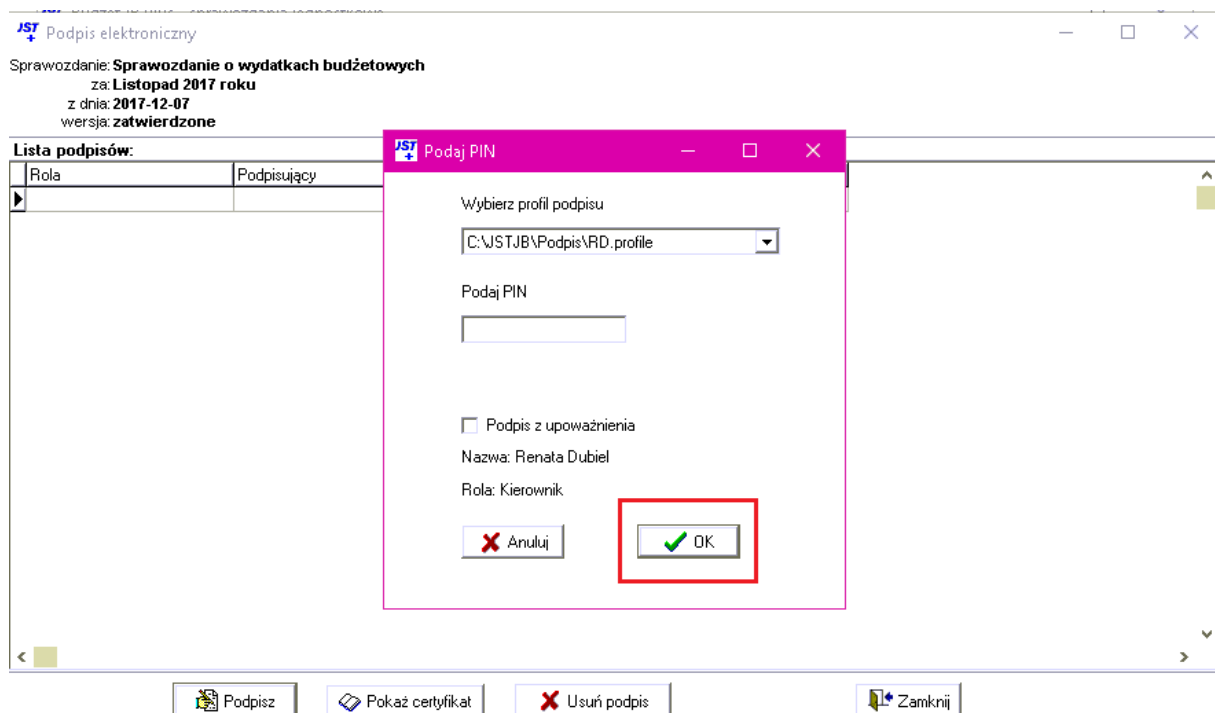 JST+ Podpis elektroniczny
Sprawozdanie: Sprawozdanie o wydatkach budżetowych
za: Listopad 2017 roku
z dnia: 2017-12-07
wersja: zatwierdzone
Lista podpisów:
Rola Podpisujący
JST+ Podaj PIN
Wybierz profil podpisu
C:\JSTJB\Podpis\RD.profile
Podaj PIN
Podpis z upoważnienia
Nazwa: Renata Dubiel
Rola: Kierownik
Anuluj OK
Podpisz Pokaż certyfikat Usuń podpis Zamknij